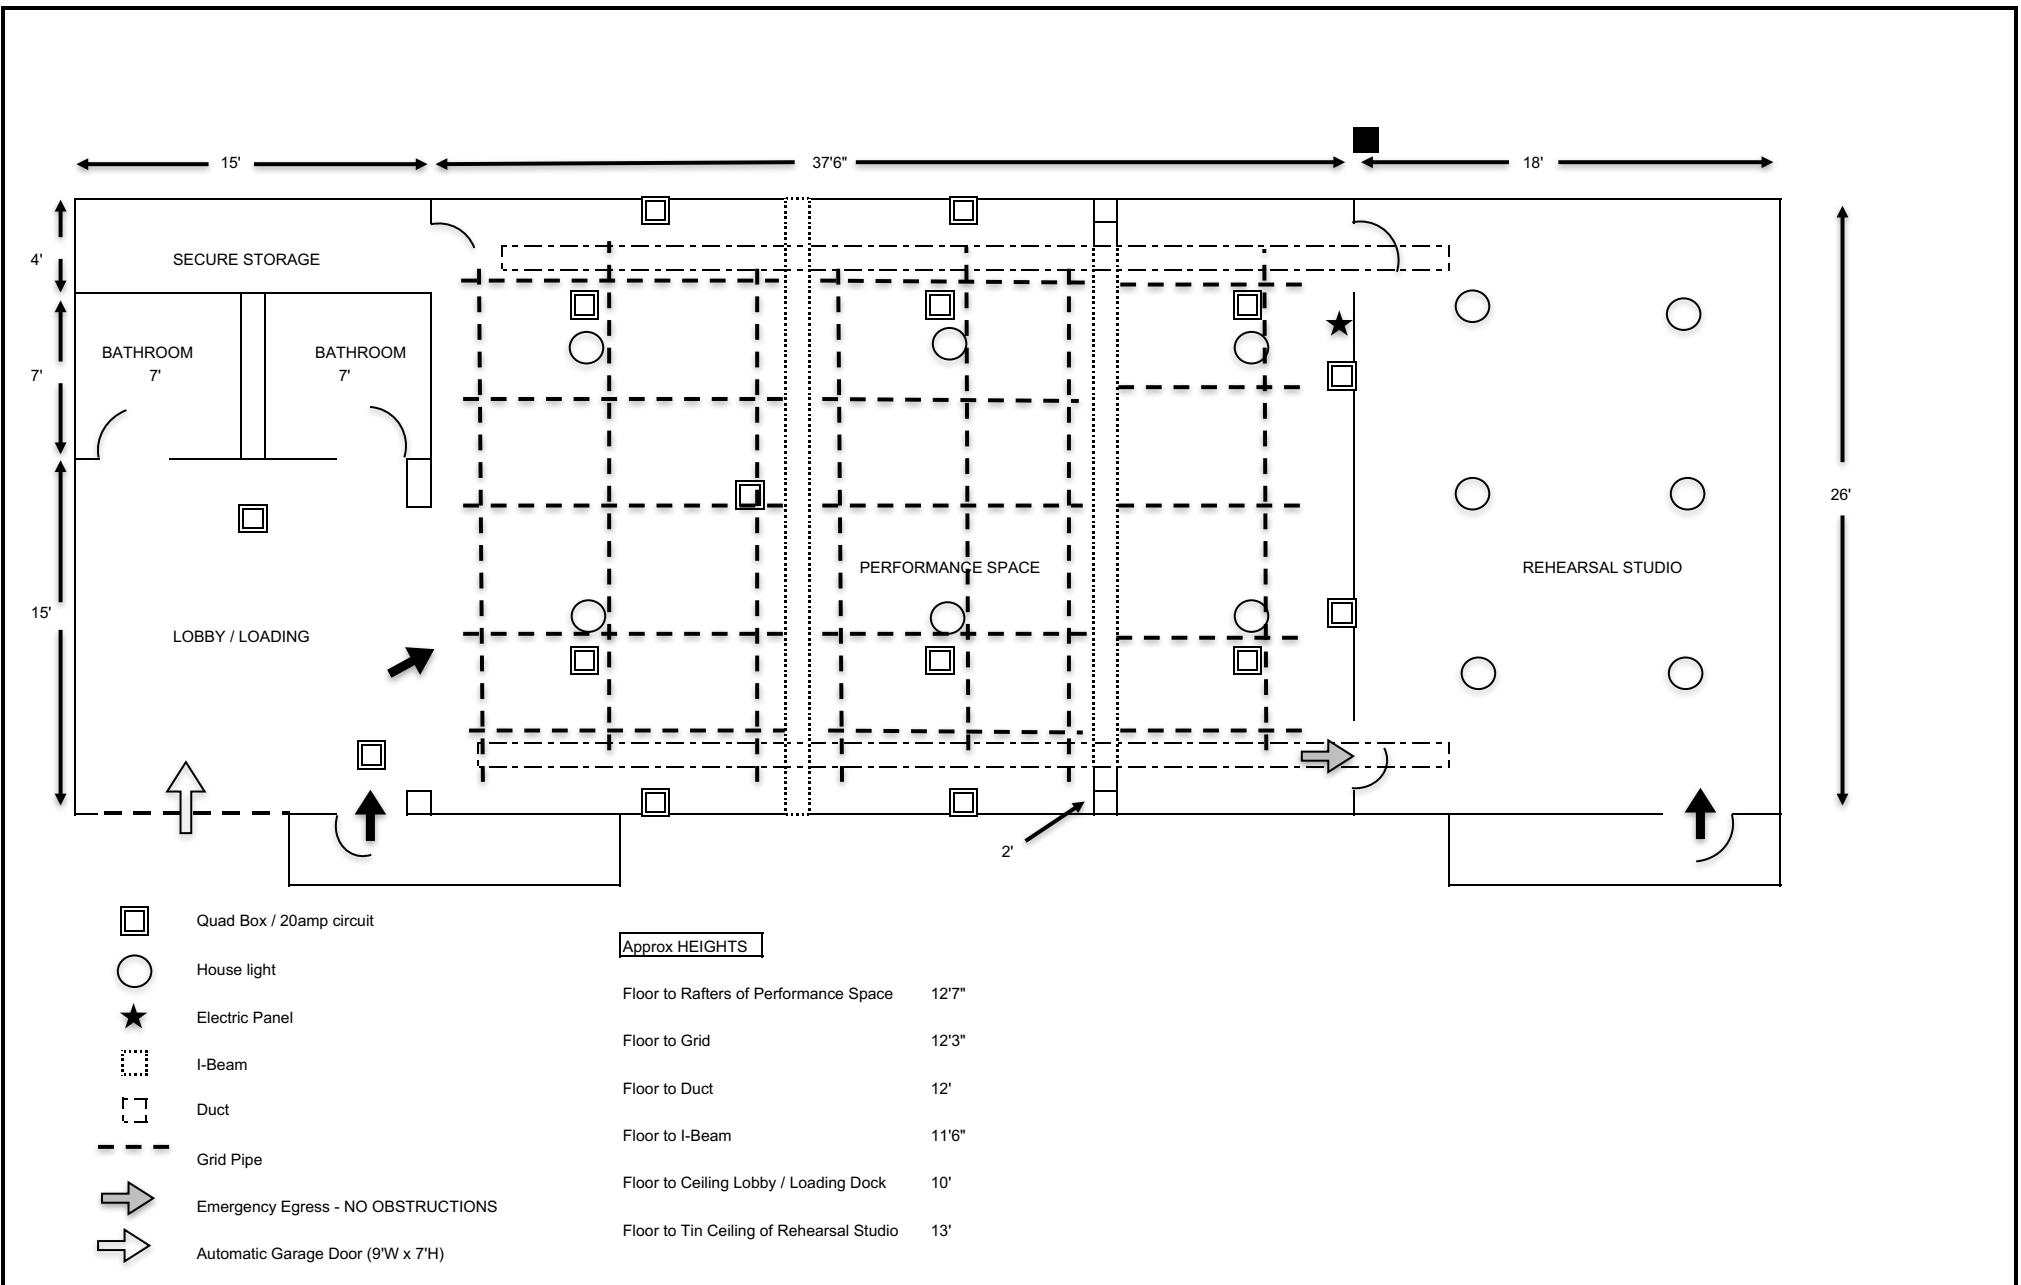 15'
37'6"
18'
4'
SECURE STORAGE
BATHROOM
7'
BATHROOM
7'
7'
26'
PERFORMANCE SPACE
REHEARSAL STUDIO
15'
LOBBY / LOADING
2'
Quad Box / 20amp circuit
House light
Electric Panel
I-Beam
Duct
Grid Pipe
Emergency Egress - NO OBSTRUCTIONS
Automatic Garage Door (9'W x 7'H)
Approx HEIGHTS
Floor to Rafters of Performance Space 12'7"
Floor to Grid 12'3"
Floor to Duct 12'
Floor to I-Beam 11'6"
Floor to Ceiling Lobby / Loading Dock 10'
Floor to Tin Ceiling of Rehearsal Studio 13'